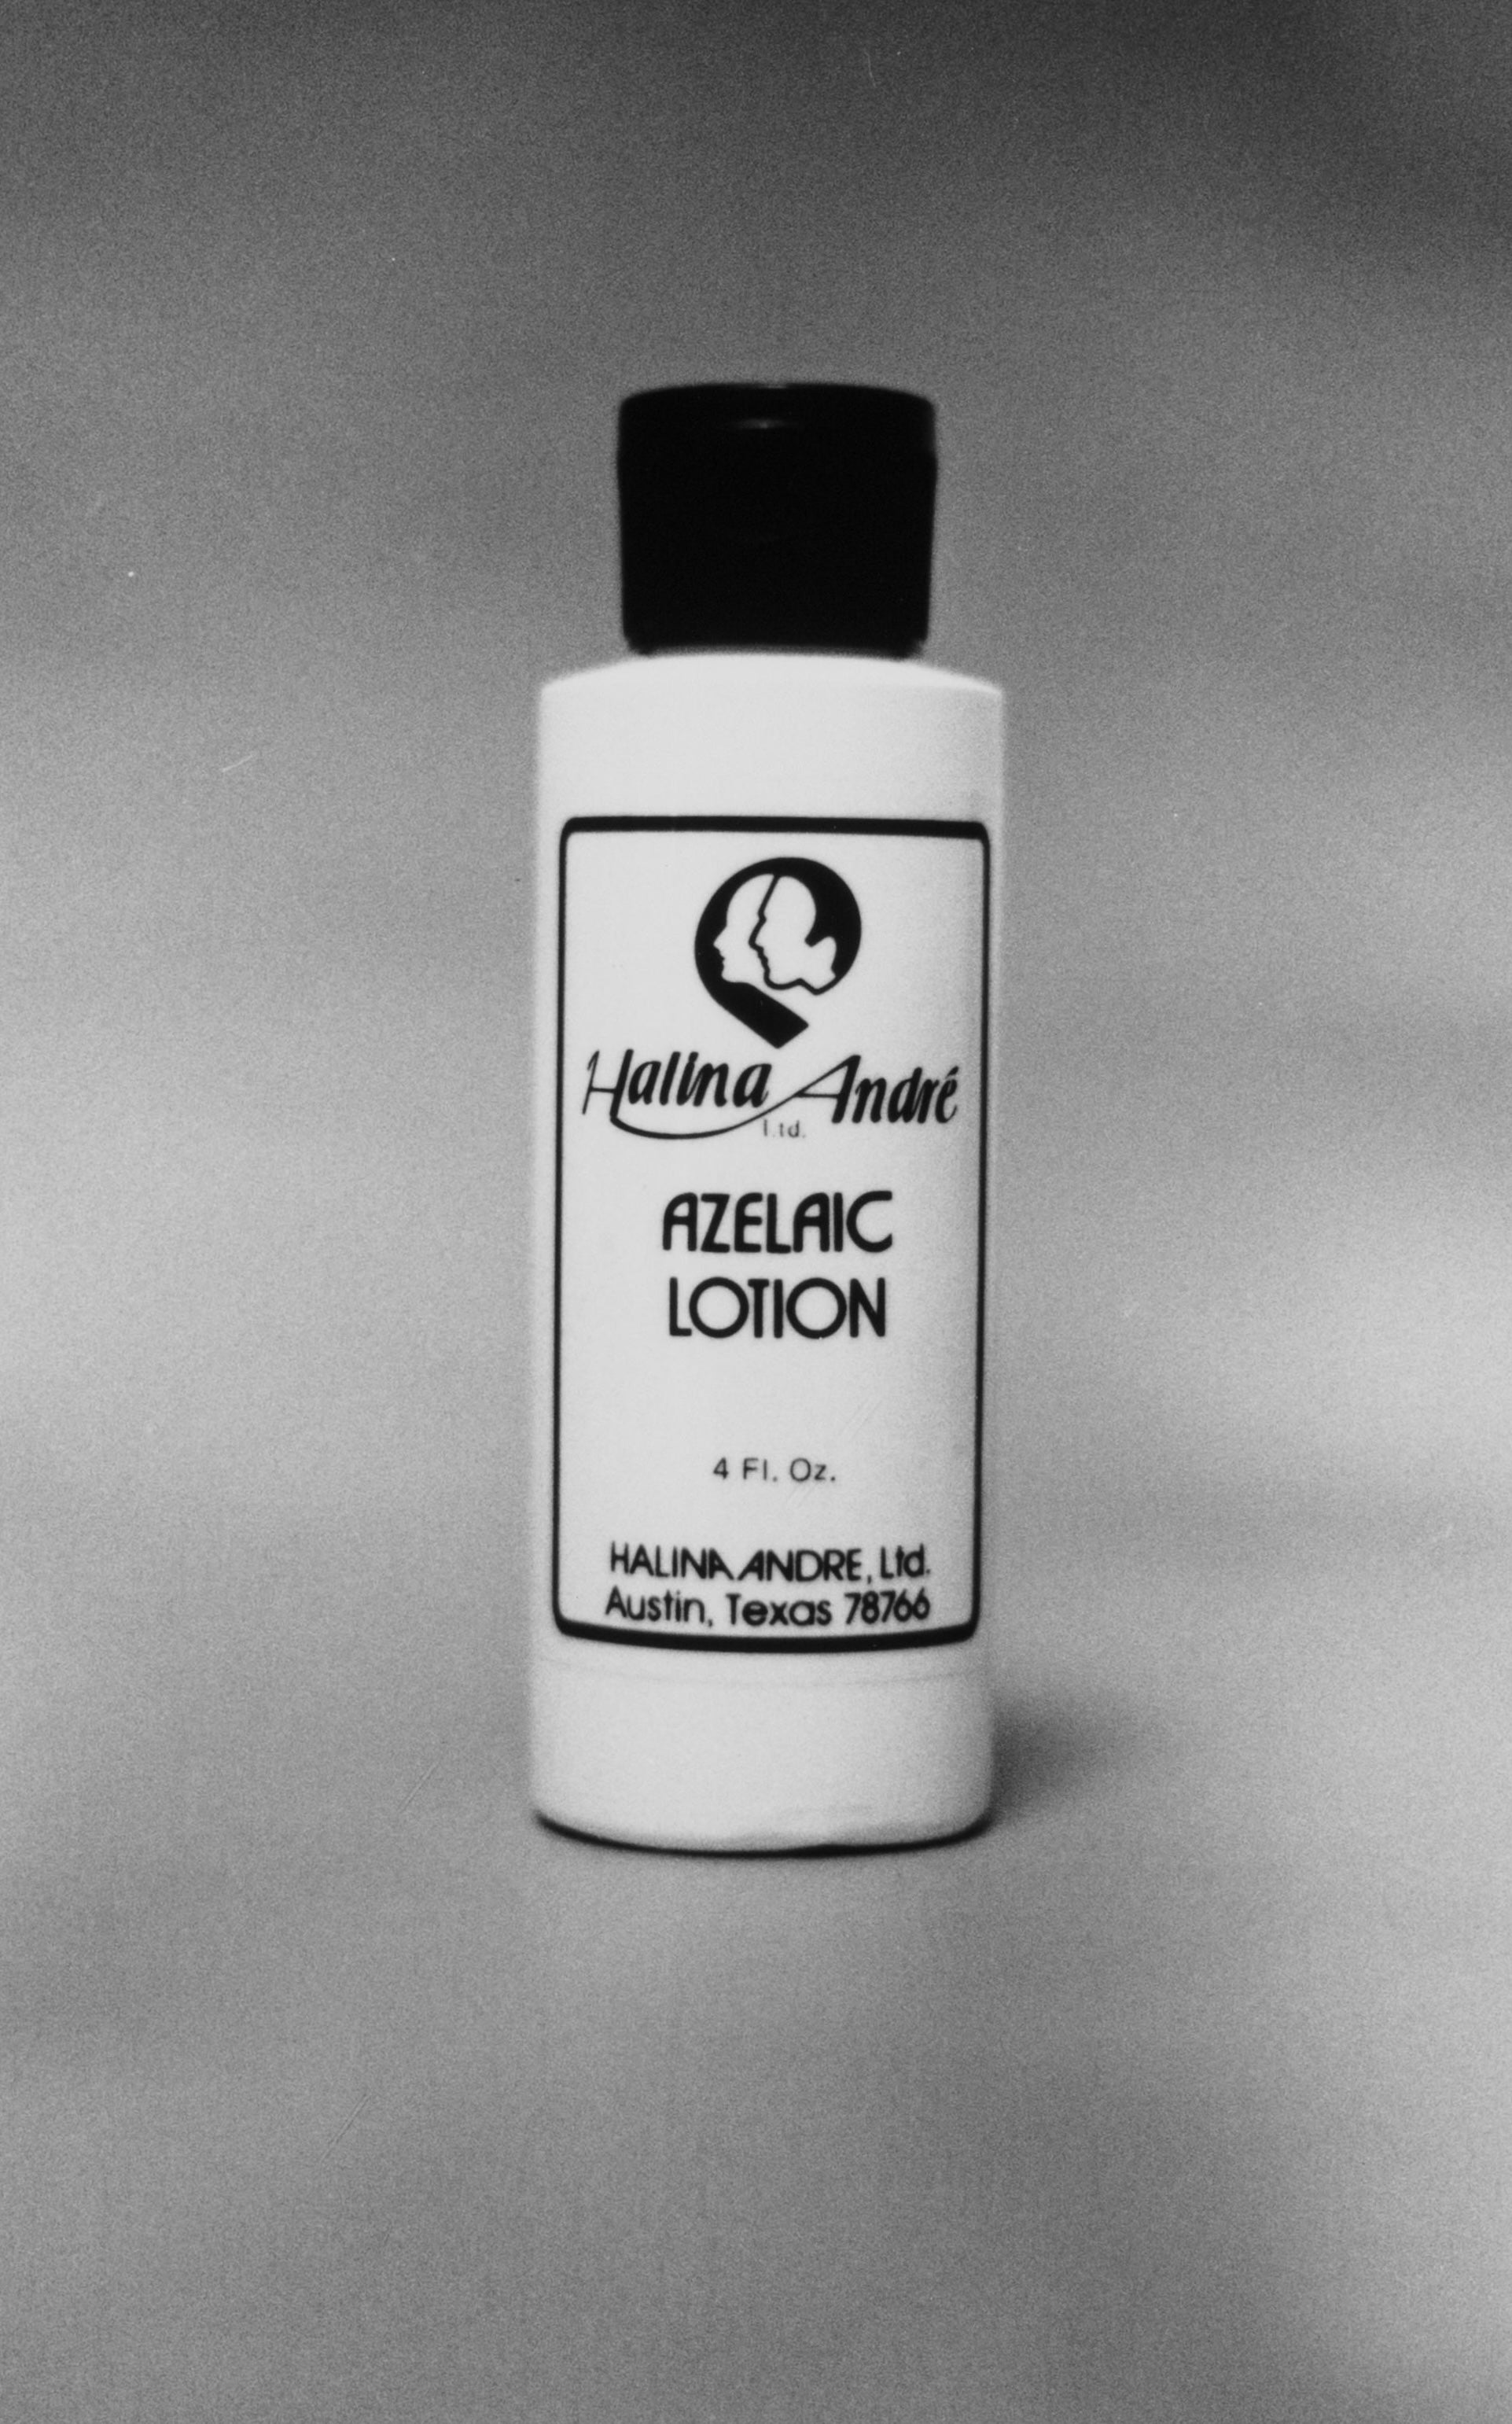 Halina André
Ltd.
AZELAIC
LOTION
4 Fl. Oz.
HALINA ANDRE, Ltd.
Austin, Texas 78766